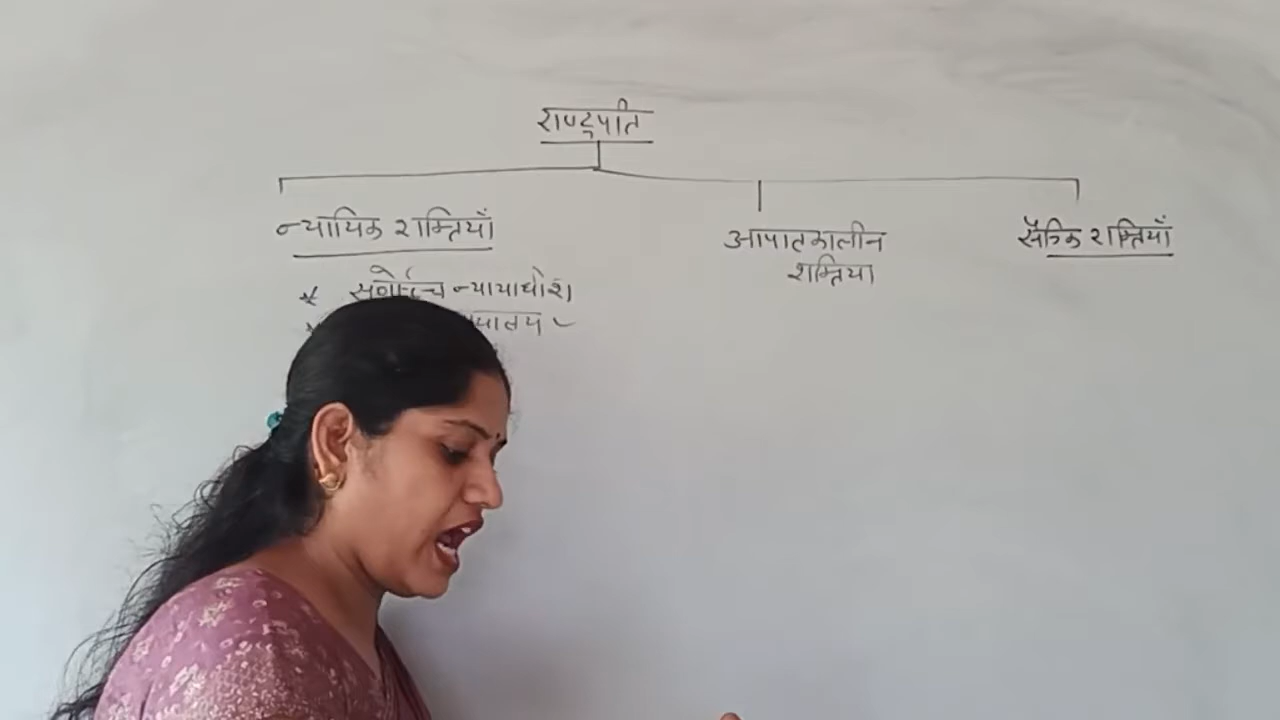 राष्ट्रपति
न्यायिक शक्तियाँ
आपातकालीन
शक्तिया
सैनिक शक्तियाँ
* सर्वोच्च न्यायाधीश
*